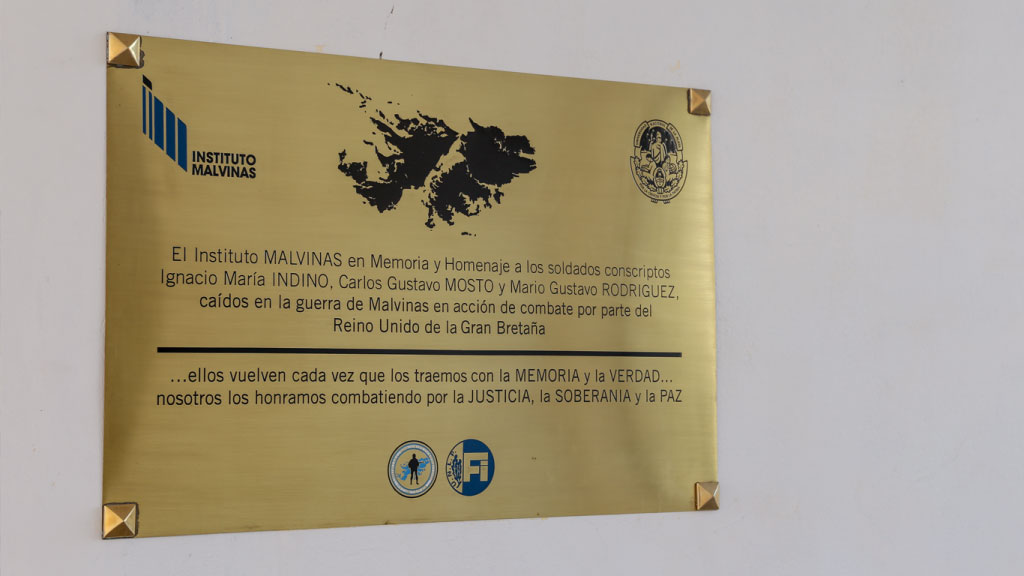 INSTITUTO
MALVINAS
El Instituto MALVINAS en Memoria y Homenaje a los soldados conscriptos
Ignacio María INDINO, Carlos Gustavo MOSTO y Mario Gustavo RODRIGUEZ,
caídos en la guerra de Malvinas en acción de combate por parte del
Reino Unido de la Gran Bretaña
...ellos vuelven cada vez que los traemos con la MEMORIA y la VERDAD...
nosotros los honramos combatiendo por la JUSTICIA, la SOBERANIA y la PAZ
Fi